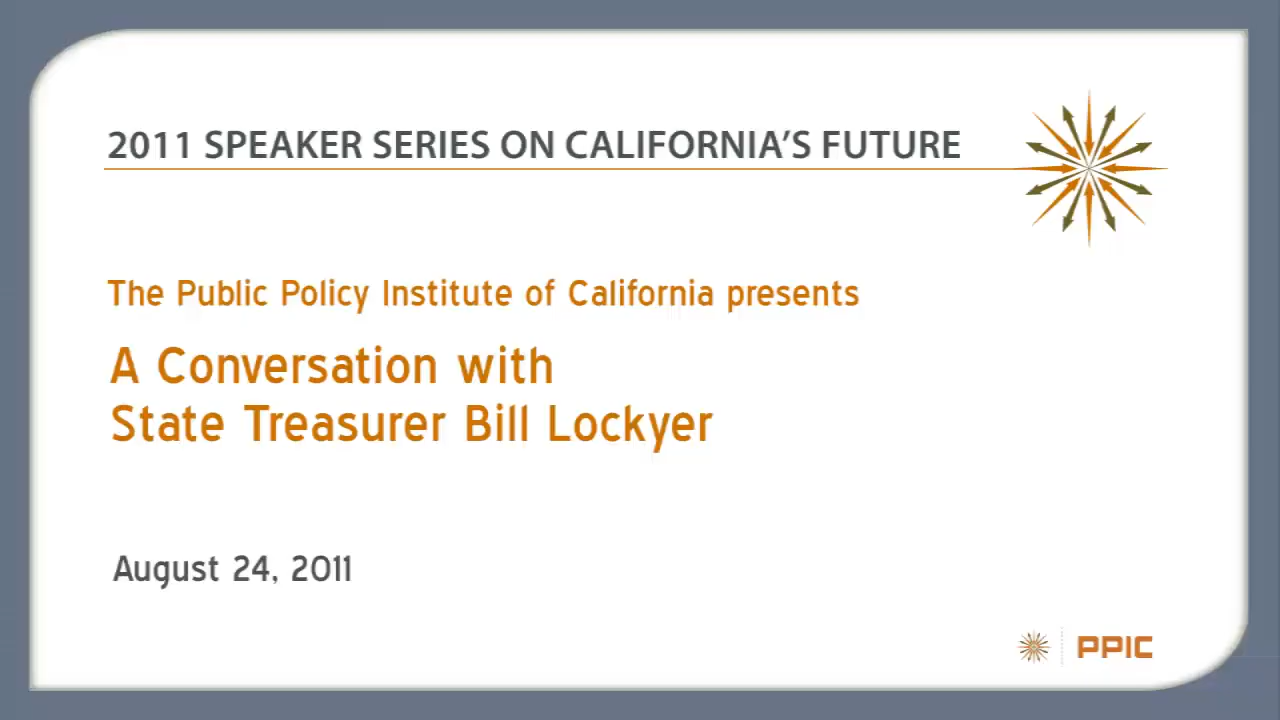 2011 SPEAKER SERIES ON CALIFORNIA'S FUTURE
The Public Policy Institute of California presents
A Conversation with
State Treasurer Bill Lockyer
August 24, 2011
PPIC